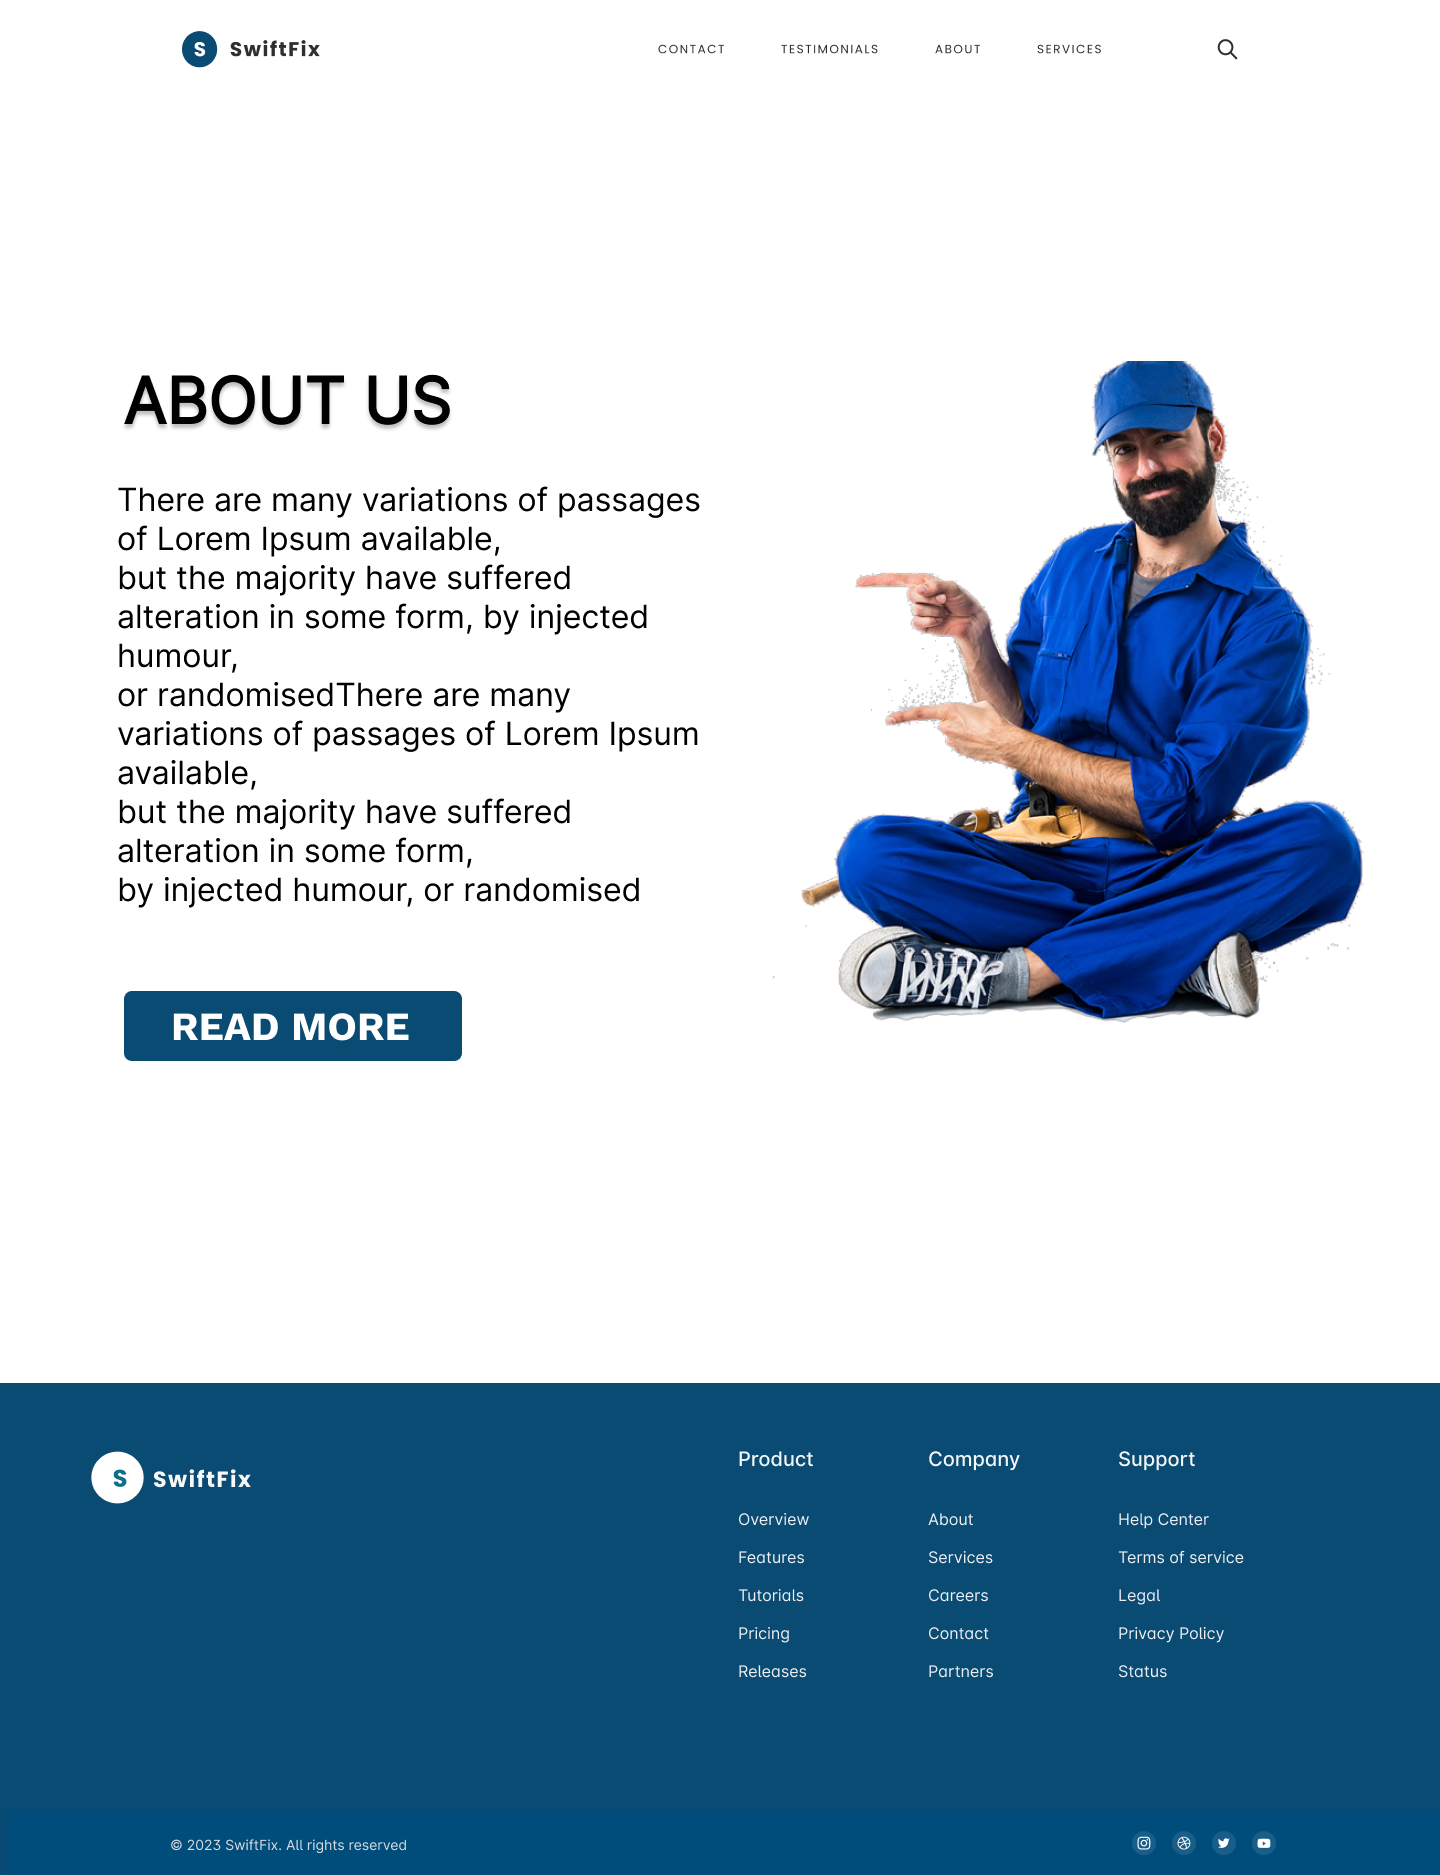 S SwiftFix
CONTACT TESTIMONIALS ABOUT SERVICES
ABOUT US
There are many variations of passages
of Lorem Ipsum available,
but the majority have suffered
alteration in some form, by injected
humour,
or randomisedThere are many
variations of passages of Lorem Ipsum
available,
but the majority have suffered
alteration in some form,
by injected humour, or randomised
READ MORE
S SwiftFix
Product
Overview
Features
Tutorials
Pricing
Releases
Company
About
Services
Careers
Contact
Partners
Support
Help Center
Terms of service
Legal
Privacy Policy
Status
© 2023 SwiftFix. All rights reserved